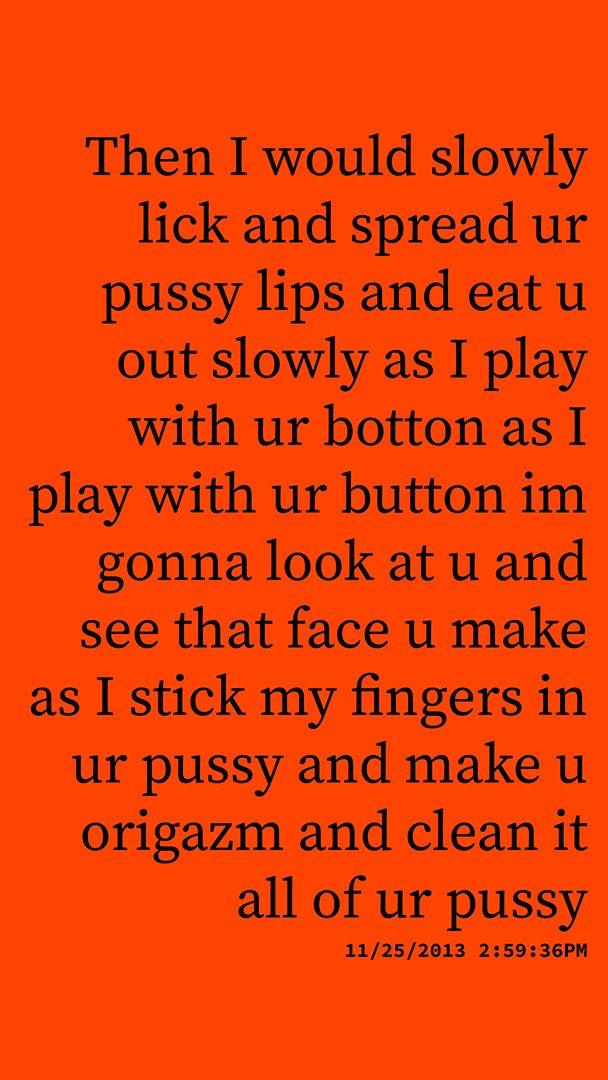 Then I would slowly
lick and spread ur
pussy lips and eat u
out slowly as I play
with ur botton as I
play with ur button im
gonna look at u and
see that face u make
as I stick my fingers in
ur pussy and make u
origazm and clean it
all of ur pussy
11/25/2013 2:59:36PM